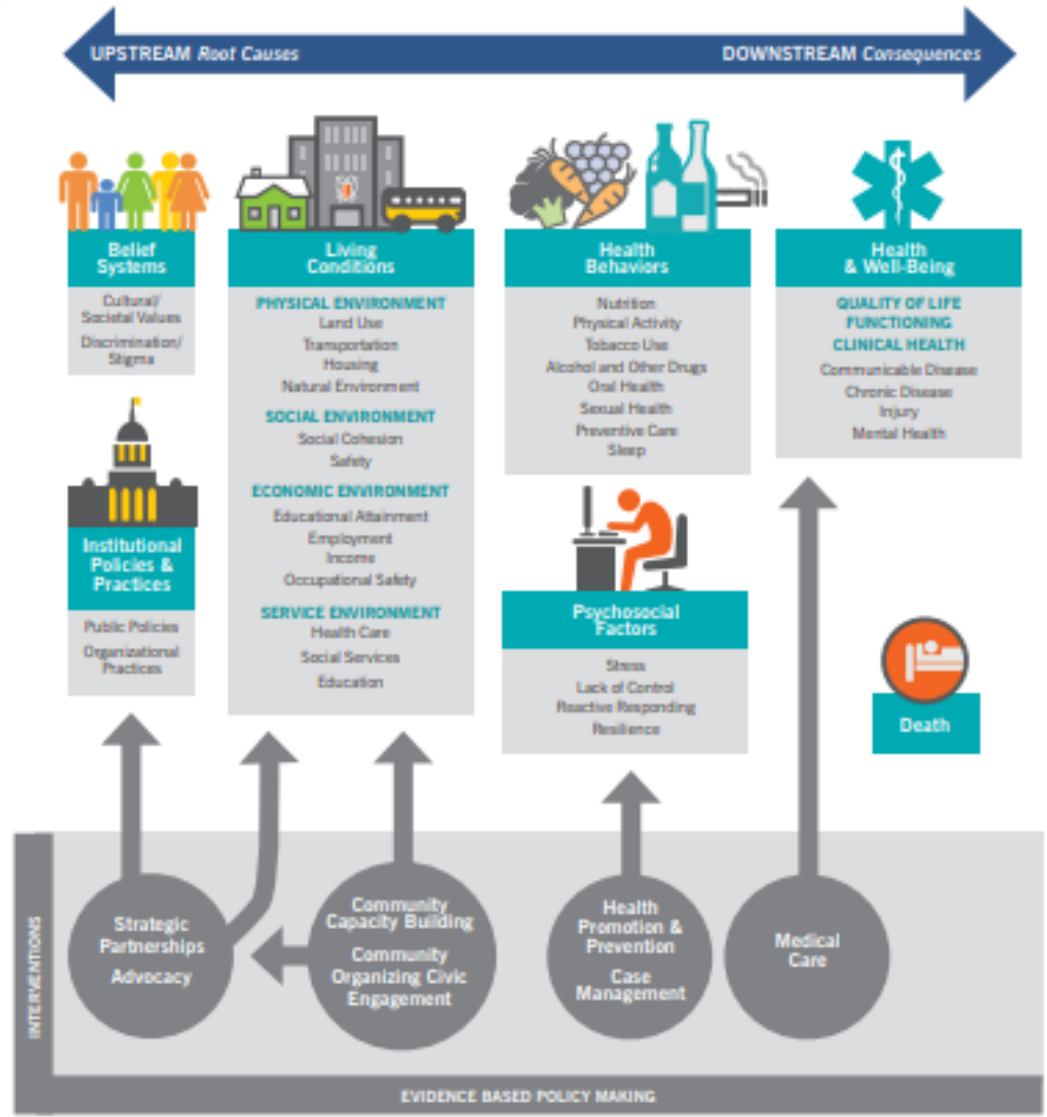 UPSTREAM Root Causes
DOWNSTREAM Consequences
Belief
Systems
Cultural/
Societal Values
Discrimination/
Stigma
Institutional
Policies &
Practices
Public Policies
Organizational
Practices
Living
Conditions
PHYSICAL ENVIRONMENT
Land Use
Transportation
Housing
Natural Environment
SOCIAL ENVIRONMENT
Social Cohesion
Safety
ECONOMIC ENVIRONMENT
Educational Attainment
Employment
Income
Occupational Safety
SERVICE ENVIRONMENT
Health Care
Social Services
Education
Health
Behaviors
Nutrition
Physical Activity
Tobacco Use
Alcohol and Other Drugs
Oral Health
Sexual Health
Preventive Care
Sleep
Psychosocial
Factors
Stress
Lack of Control
Reactive Responding
Resilience
Health
& Well-Being
QUALITY OF LIFE
FUNCTIONING
CLINICAL HEALTH
Communicable Disease
Chronic Disease
Injury
Mental Health
Death
INTERVENTIONS
Strategic
Partnerships
Advocacy
Community
Capacity Building
Community
Organizing Civic
Engagement
Health
Promotion &
Prevention
Case
Management
Medical
Care
EVIDENCE BASED POLICY MAKING